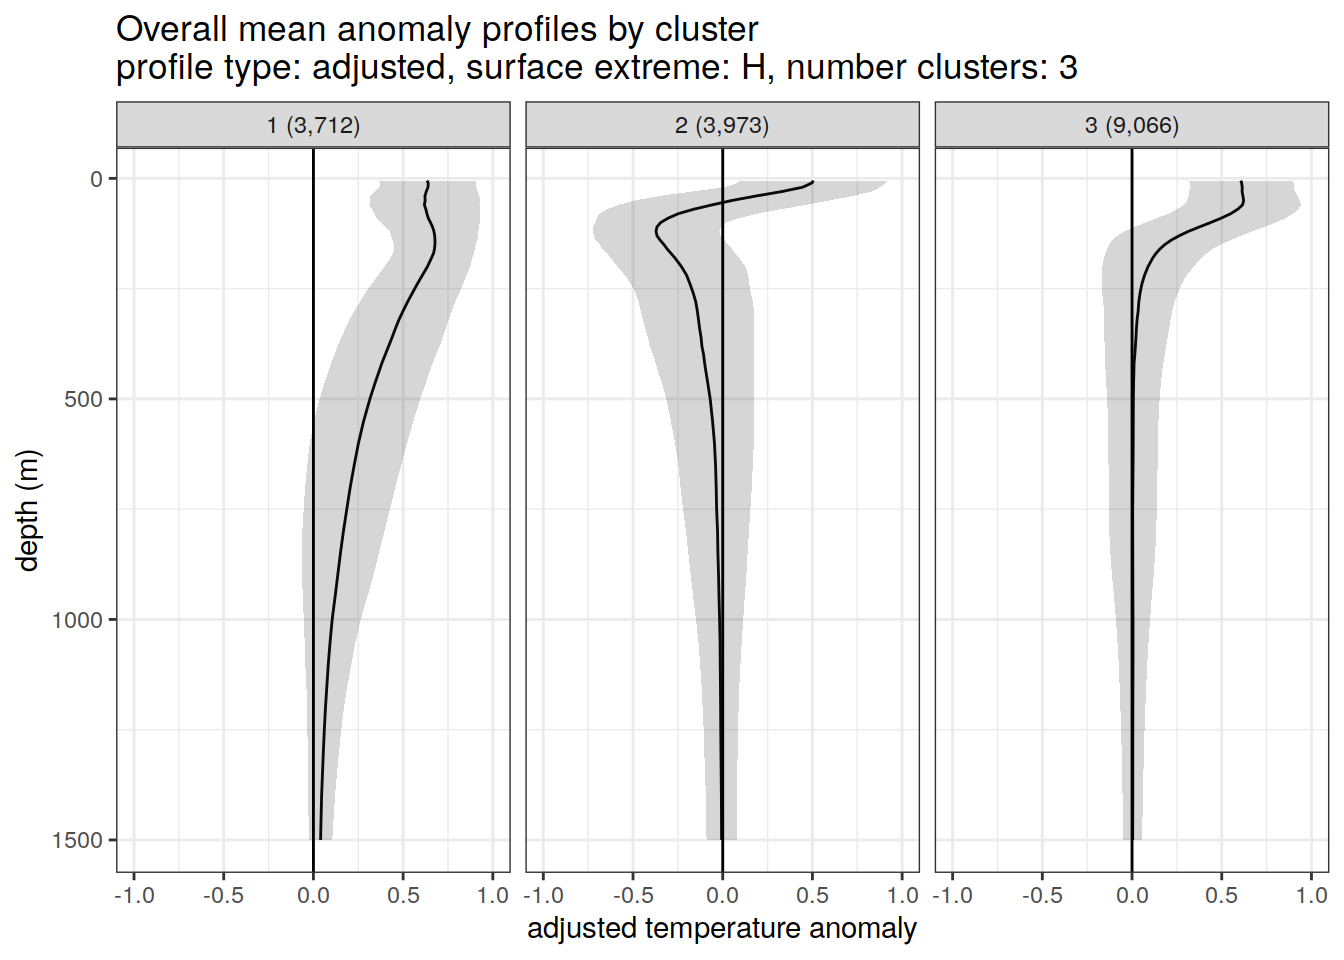 Overall mean anomaly profiles by cluster
profile type: adjusted, surface extreme: H, number clusters: 3
1 (3,712) 2 (3,973) 3 (9,066)
0
500
1000
1500
depth (m)
-1.0 -0.5 0.0 0.5 1.0 -1.0 -0.5 0.0 0.5 1.0 -1.0 -0.5 0.0 0.5 1.0
adjusted temperature anomaly